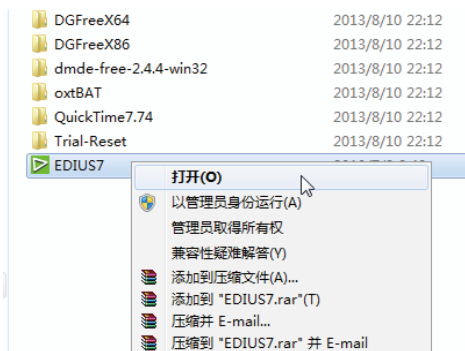 DGFreeX64 2013/8/10 22:12
DGFreeX86 2013/8/10 22:12
dmde-free-2.4.4-win32 2013/8/10 22:12
oxtBAT 2013/8/10 22:12
QuickTime7.74 2013/8/10 22:12
Trial-Reset 2013/8/10 22:12
EDIUS7
打开(O)
以管理员身份运行(A)
管理员取得所有权
兼容性疑难解答(Y)
添加到压缩文件(A)...
添加到 "EDIUS7.rar"(T)
压缩并 E-mail...
压缩到 "EDIUS7.rar" 并 E-mail